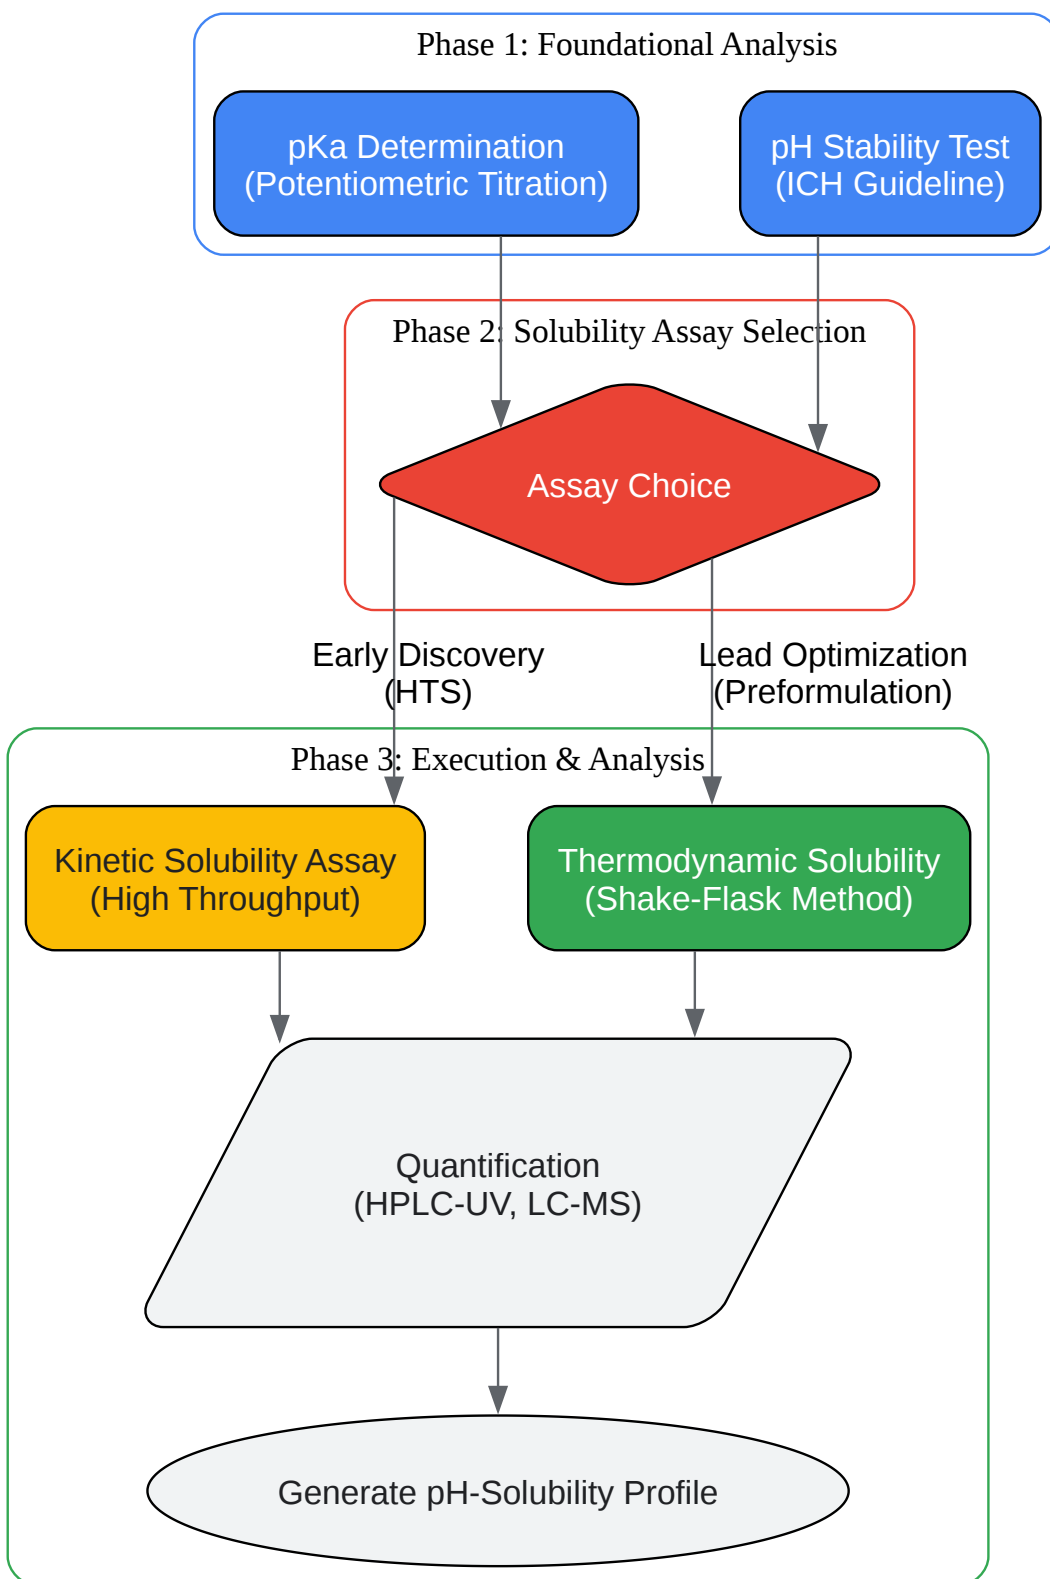 Phase 1: Foundational Analysis
pKa Determination
(Potentiometric Titration)
pH Stability Test
(ICH Guideline)
Phase 2: Solubility Assay Selection
Assay Choice
Early Discovery
(HTS)
Lead Optimization
(Preformulation)
Phase 3: Execution & Analysis
Kinetic Solubility Assay
(High Throughput)
Thermodynamic Solubility
(Shake-Flask Method)
Quantification
(HPLC-UV, LC-MS)
Generate pH-Solubility Profile